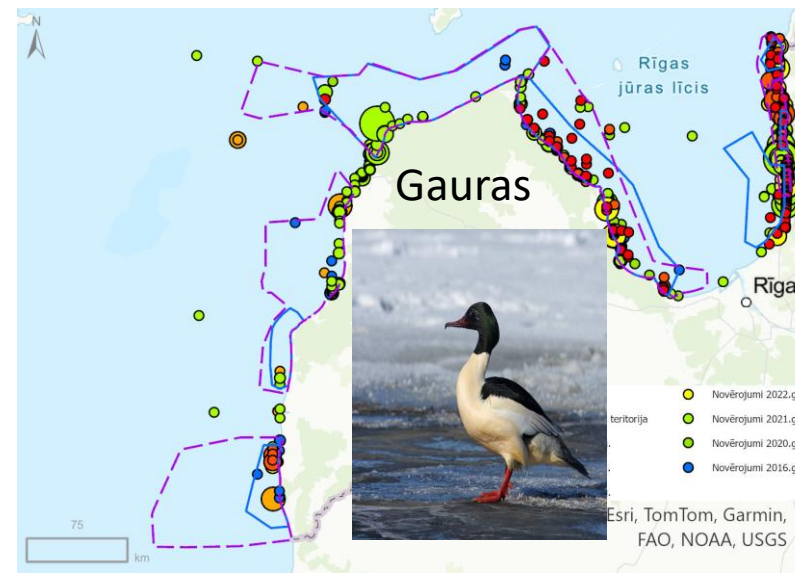 N
Rīgas
jūras līcis
Gauras
Rīga
Novērojumi 2022.g
teritorija
Novērojumi 2021.g
Novērojumi 2020.g
Novērojumi 2016.g
75
km
Esri, TomTom, Garmin,
FAO, NOAA, USGS